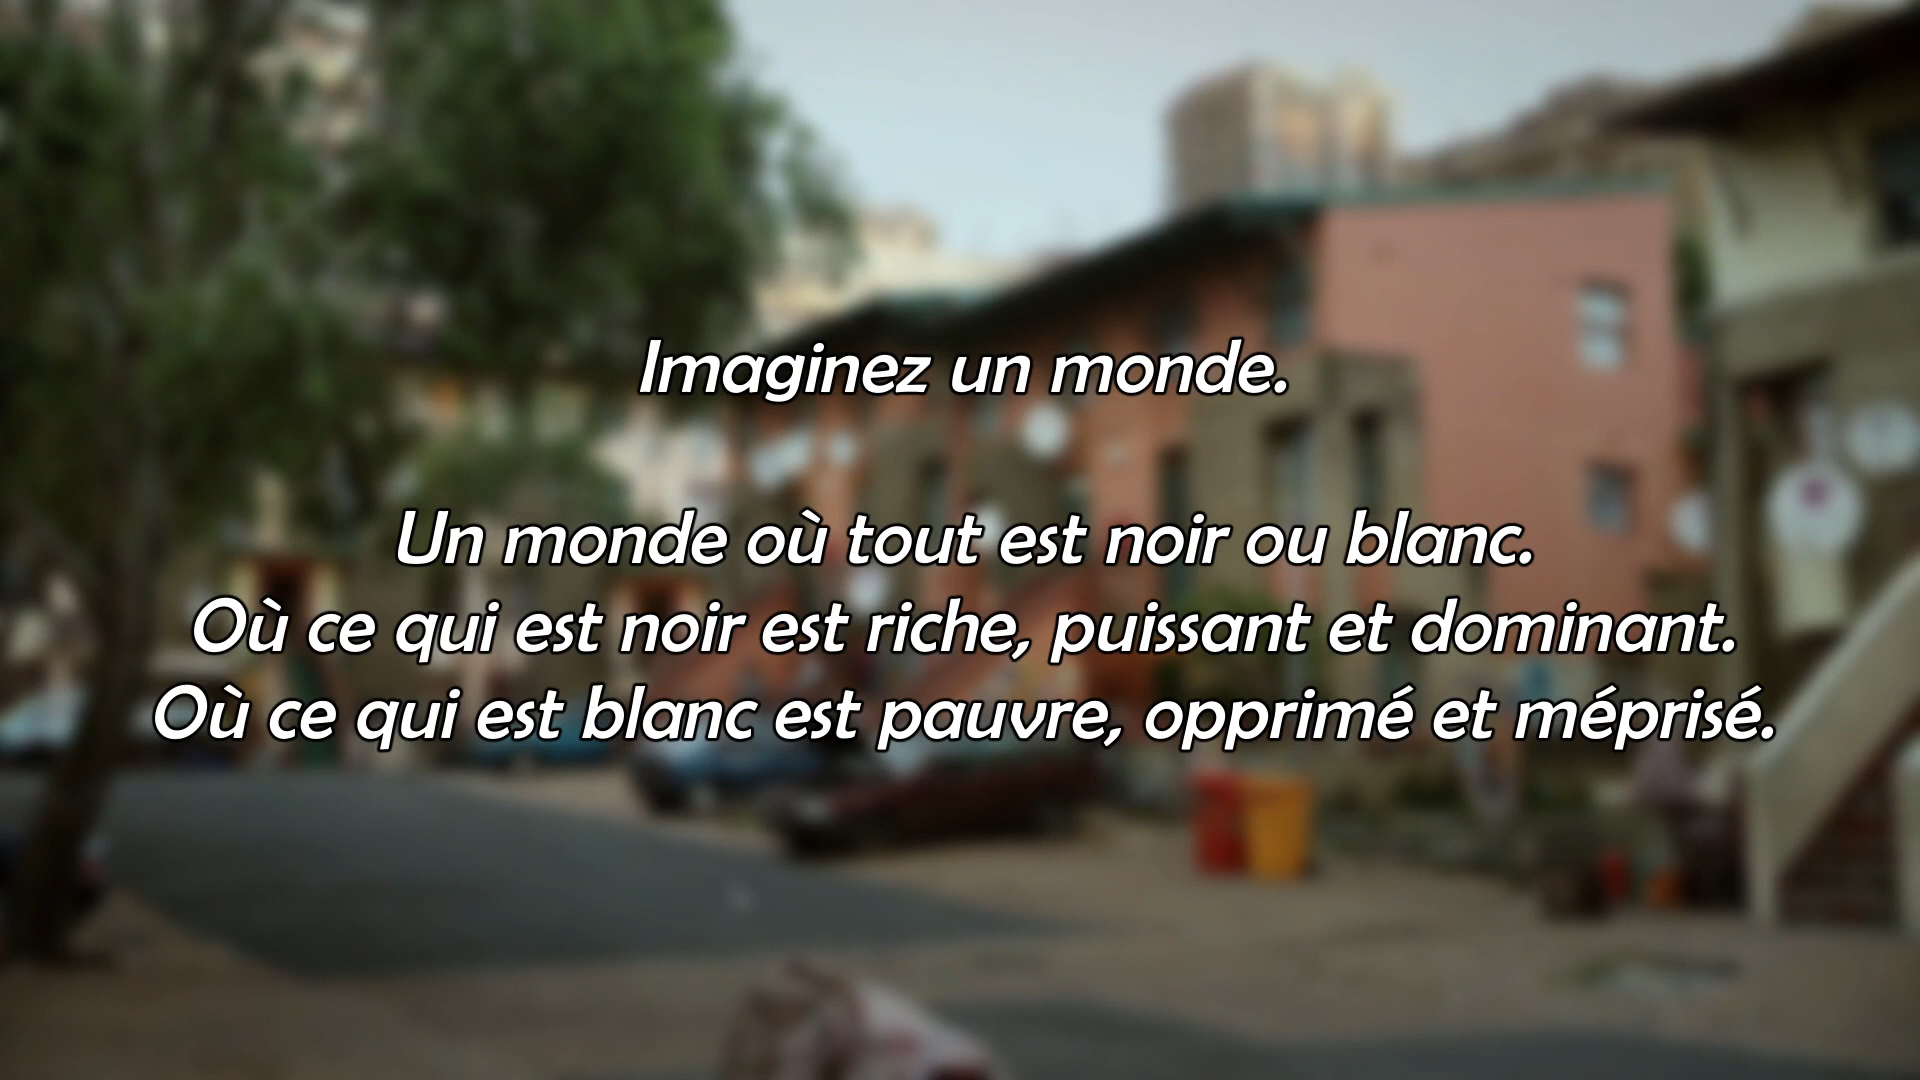 Imaginez un monde.
Un monde où tout est noir ou blanc.
Où ce qui est noir est riche, puissant et dominant.
Où ce qui est blanc est pauvre, opprimé et méprisé.